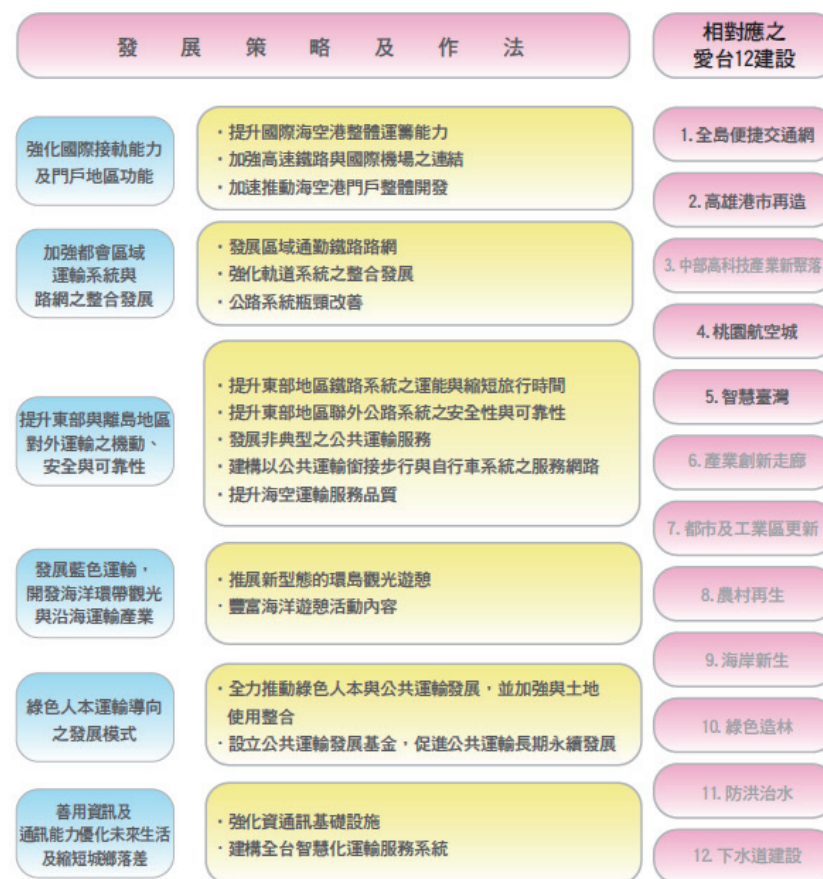 發展策略及作法
相對應之
愛台12建設
強化國際接軌能力
及門戶地區功能
・提升國際海空港整體運籌能力
・加強高速鐵路與國際機場之連結
・加速推動海空港門戶整體開發
加強都會區域
運輸系統與
路網之整合發展
・發展區域通勤鐵路路網
・強化軌道系統之整合發展
・公路系統瓶頸改善
提升東部與離島地區
對外運輸之機動、
安全與可靠性
・提升東部地區鐵路系統之運能與縮短旅行時間
・提升東部地區聯外公路系統之安全性與可靠性
・發展非典型之公共運輸服務
・建構以公共運輸銜接步行與自行車系統之服務網路
・提升海空運輸服務品質
發展藍色運輸，
開發海洋環帶觀光
與沿海運輸產業
・推展新型態的環島觀光遊憩
・豐富海洋遊憩活動內容
綠色人本運輸導向
之發展模式
・全力推動綠色人本與公共運輸發展，並加強與土地
使用整合
・設立公共運輸發展基金，促進公共運輸長期永續發展
善用資訊及
通訊能力優化未來生活
及縮短城鄉落差
・強化資通訊基礎設施
・建構全台智慧化運輸服務系統
1.全島便捷交通網
2.高雄港市再造
3.中部高科技產業新聚落
4.桃園航空城
5.智慧臺灣
6.產業創新走廊
7.都市及工業區更新
8.農村再生
9.海岸新生
10.綠色造林
11.防洪治水
12.下水道建設